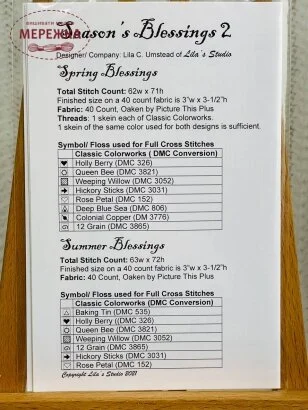 ВИШИВАТИ
МЕРЕЖКА
Season's Blessings 2
Designer/ Company: Lila C. Umstead of Lila's Studio
Spring Blessings
Total Stitch Count: 62w x 71h
Finished size on a 40 count fabric is 3"w x 3-1/2"h
Fabric: 40 Count, Oaken by Picture This Plus
Threads: 1 skein each of Classic Colorworks.
1 skein of the same color used for both designs is sufficient.
Symbol/ Floss used for Full Cross Stitches
Classic Colorworks ( DMC Conversion)
Holly Berry (DMC 326)
Queen Bee (DMC 3821)
Weeping Willow (DMC 3052)
Hickory Sticks (DMC 3031)
Rose Petal (DMC 152)
Deep Blue Sea (DMC 806)
Colonial Copper (DM 3776)
12 Grain (DMC 3865)
Summer Blessings
Total Stitch Count: 63w x 72h
Finished size on a 40 count fabric is 3"w x 3-1/2"h
Fabric: 40 Count, Oaken by Picture This Plus
Symbol/ Floss used for Full Cross Stitches
Classic Colorworks (DMC Conversion)
Baking Tin (DMC 535)
Holly Berry ((DMC 326)
Queen Bee (DMC 3821)
Weeping Willow (DMC 3052)
12 Grain (DMC 3865)
Hickory Sticks (DMC 3031)
Rose Petal (DMC 152)
Copyright Lila's Studio 2021